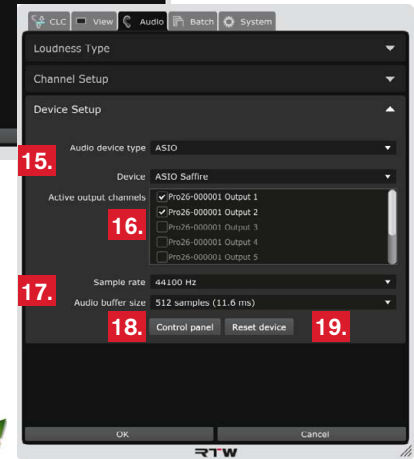 CLC View Audio Batch System
Loudness Type
Channel Setup
Device Setup
15.
Audio device type ASIO
Device ASIO Saffire
Active output channels
16.
Pro26-000001 Output 1
Pro26-000001 Output 2
Pro26-000001 Output 3
Pro26-000001 Output 4
Pro26-000001 Output 5
17.
Sample rate 44100 Hz
Audio buffer size 512 samples (11.6 ms)
18. Control panel Reset device 19.
OK Cancel
RTW